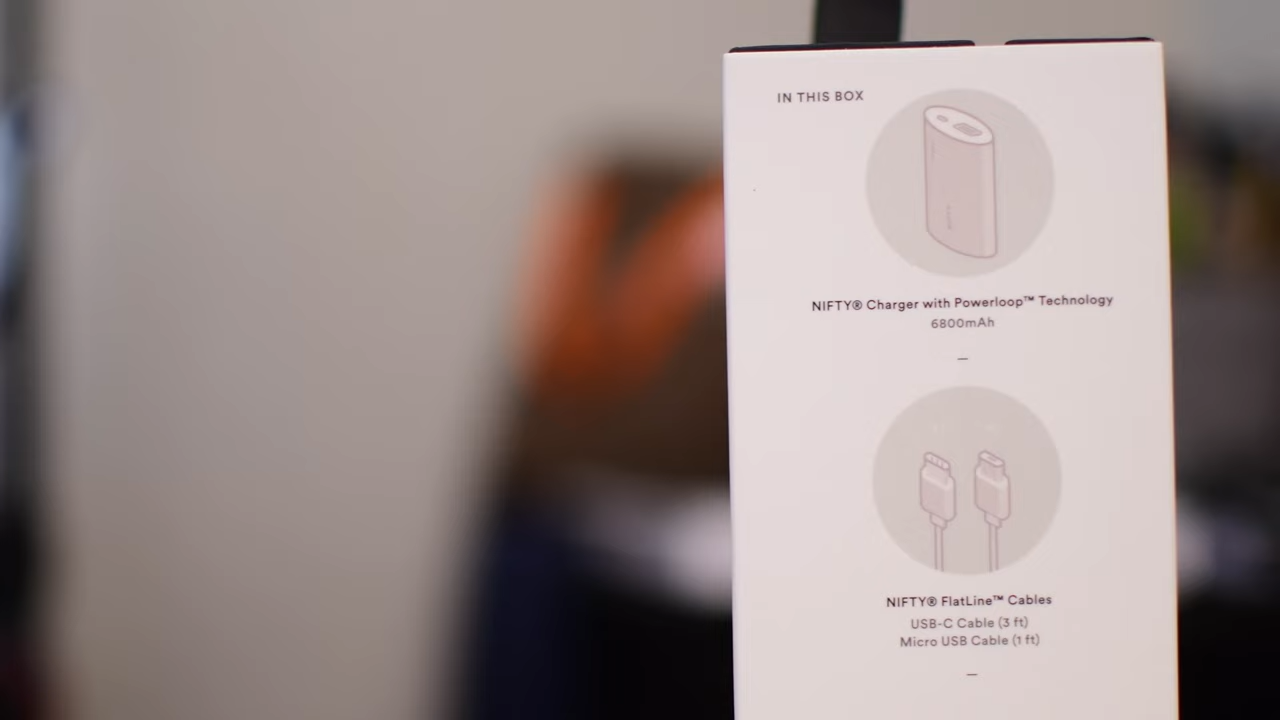 IN THIS BOX
NIFTY® Charger with Powerloop™ Technology
6800mAh
—
NIFTY® FlatLine™ Cables
USB-C Cable (3 ft)
Micro USB Cable (1 ft)
—